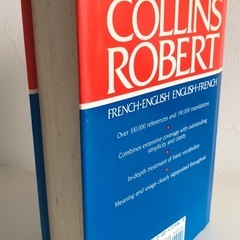 COLLINS
ROBERT
FRENCH·ENGLISH ENGLISH·FRENCH
Over 100,000 references and 190,000 translations
Combines extensive coverage with outstanding
simplicity and clarity
In-depth treatment of basic vocabulary
Meaning and usage clearly signposted throughout